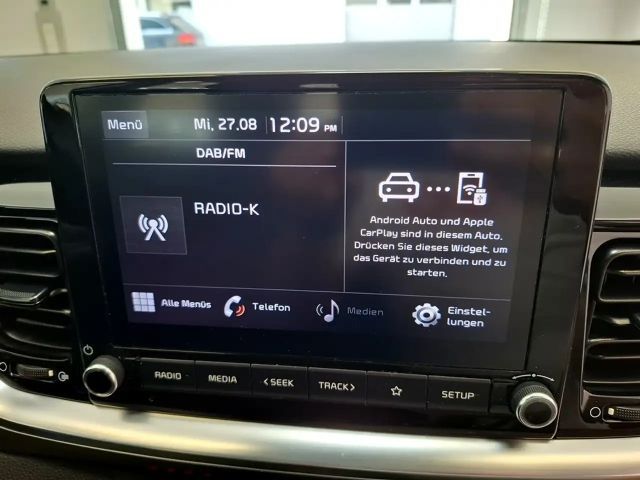 Menü
Mi, 27.08
12:09 PM
DAB/FM
RADIO-K
Android Auto und Apple
CarPlay sind in diesem Auto.
Drücken Sie dieses Widget, um
das Gerät zu verbinden und zu
starten.
Alle Menüs
Telefon
Medien
Einstel-
lungen
RADIO
MEDIA
< SEEK
TRACK >
SETUP